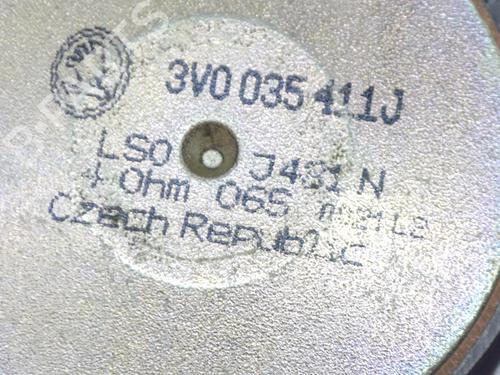 3V0 035 411J
LS0 J431 N
4 Ohm 065
Czech Republic